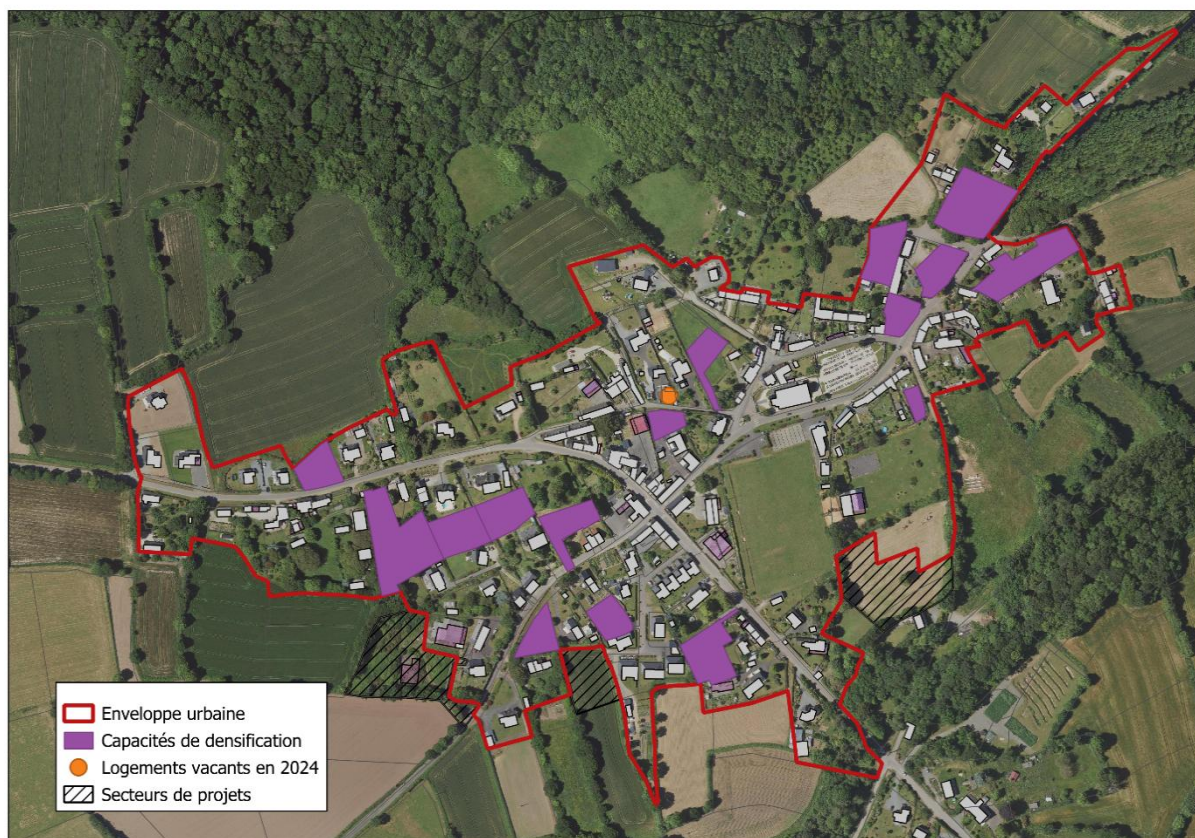 Enveloppe urbaine
Capacités de densification
Logements vacants en 2024
Secteurs de projets